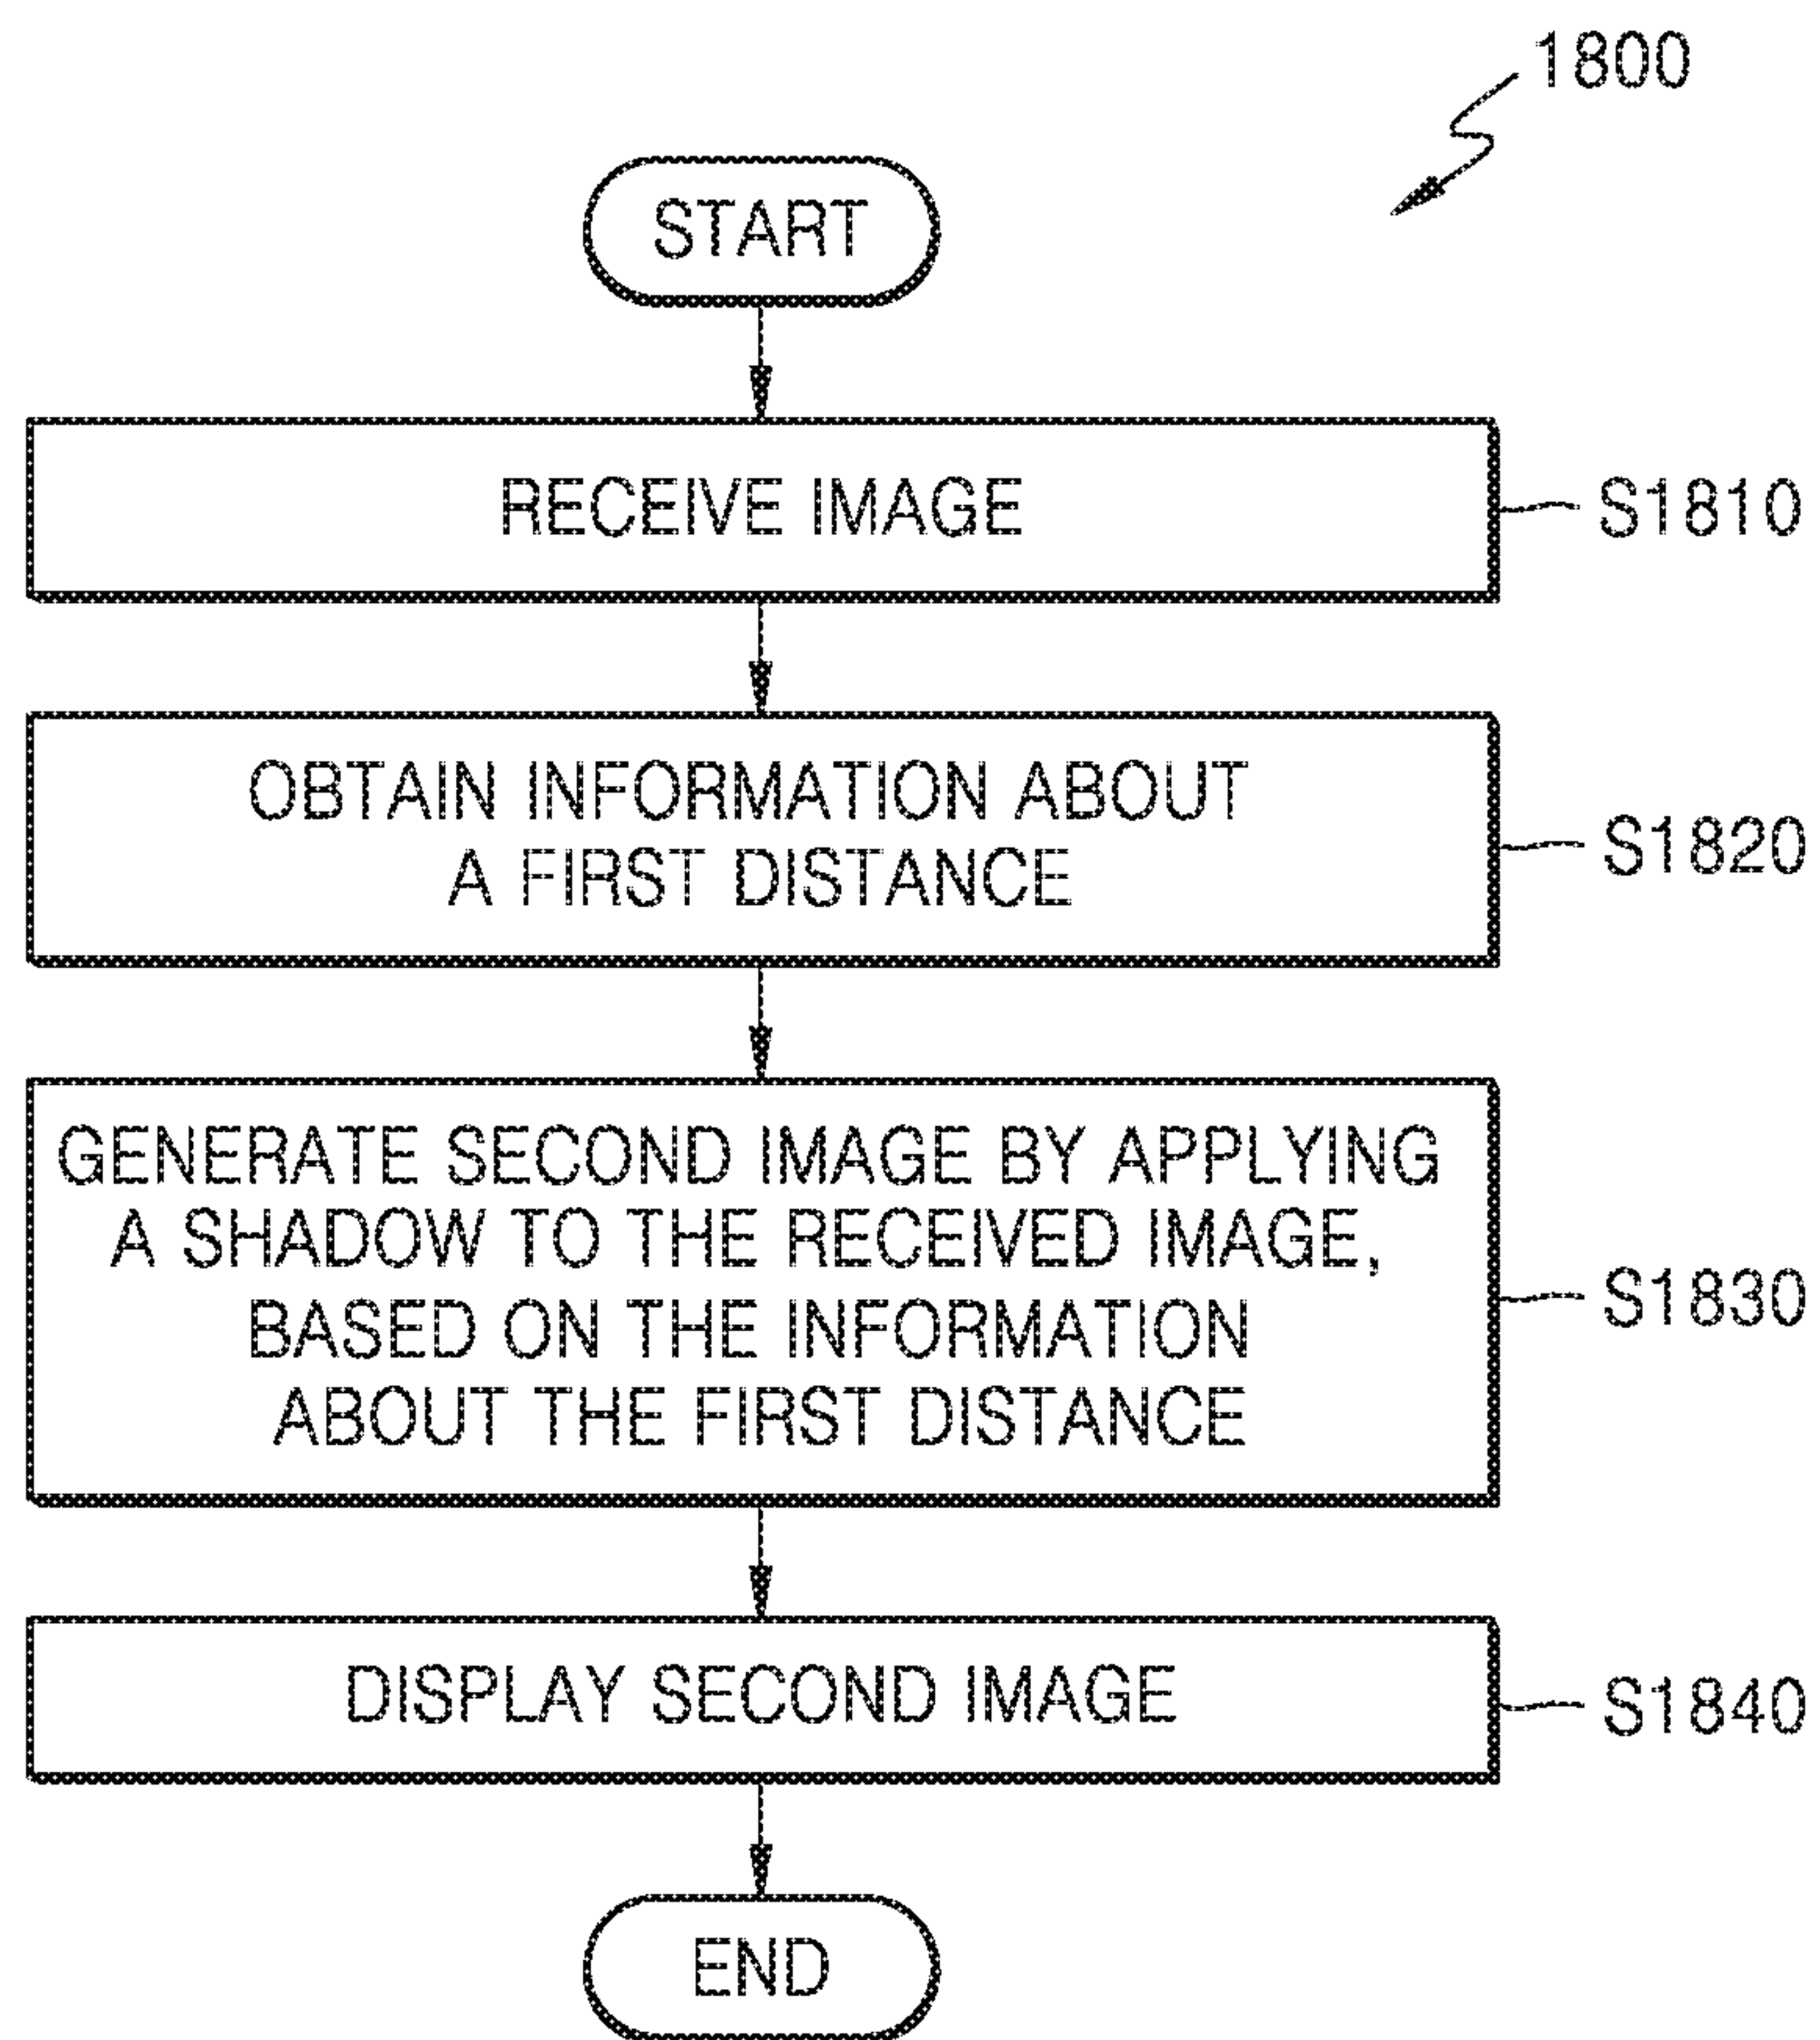 1800
START
RECEIVE IMAGE
S1810
OBTAIN INFORMATION ABOUT
A FIRST DISTANCE
S1820
GENERATE SECOND IMAGE BY APPLYING
A SHADOW TO THE RECEIVED IMAGE,
BASED ON THE INFORMATION
ABOUT THE FIRST DISTANCE
S1830
DISPLAY SECOND IMAGE
S1840
END